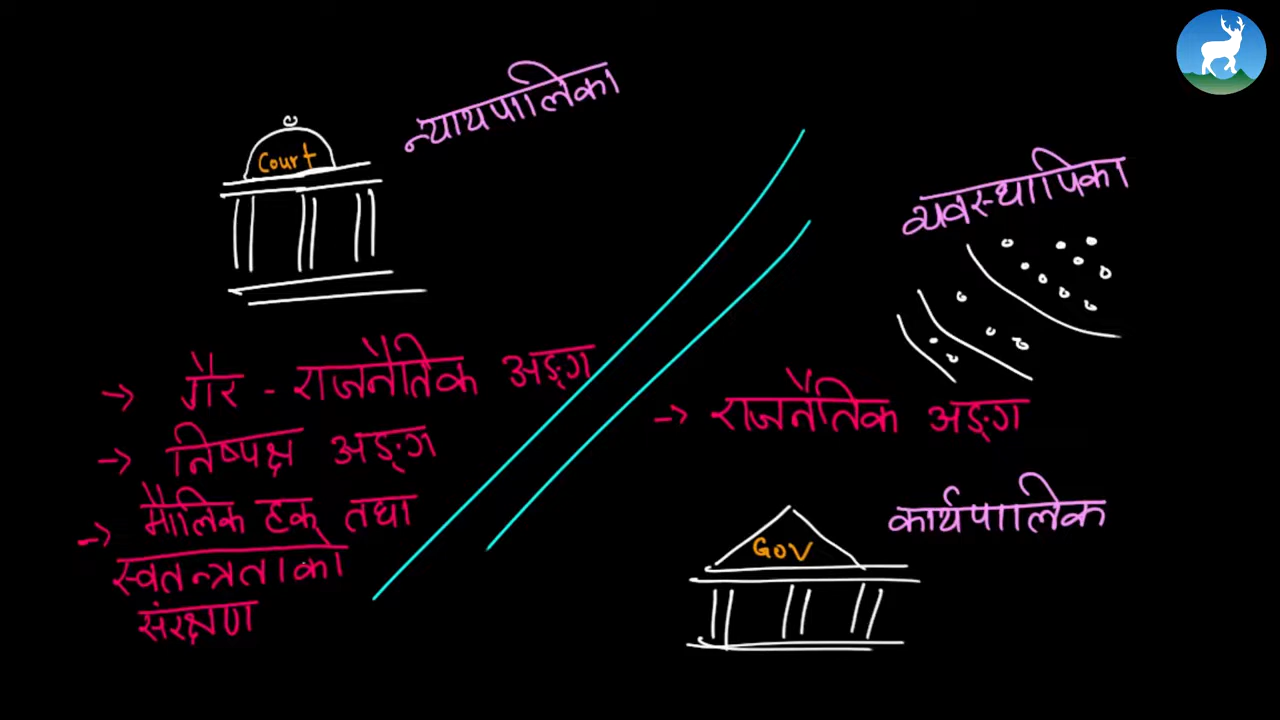 न्यायपालिका
Court
→ गैर - राजनैतिक अङ्ग
→ निष्पक्ष अङ्ग
→ मौलिक हक तथा
स्वतन्त्रताका
संरक्षण
व्यवस्थापिका
→ राजनैतिक अङ्ग
कार्यपालिक
GOV